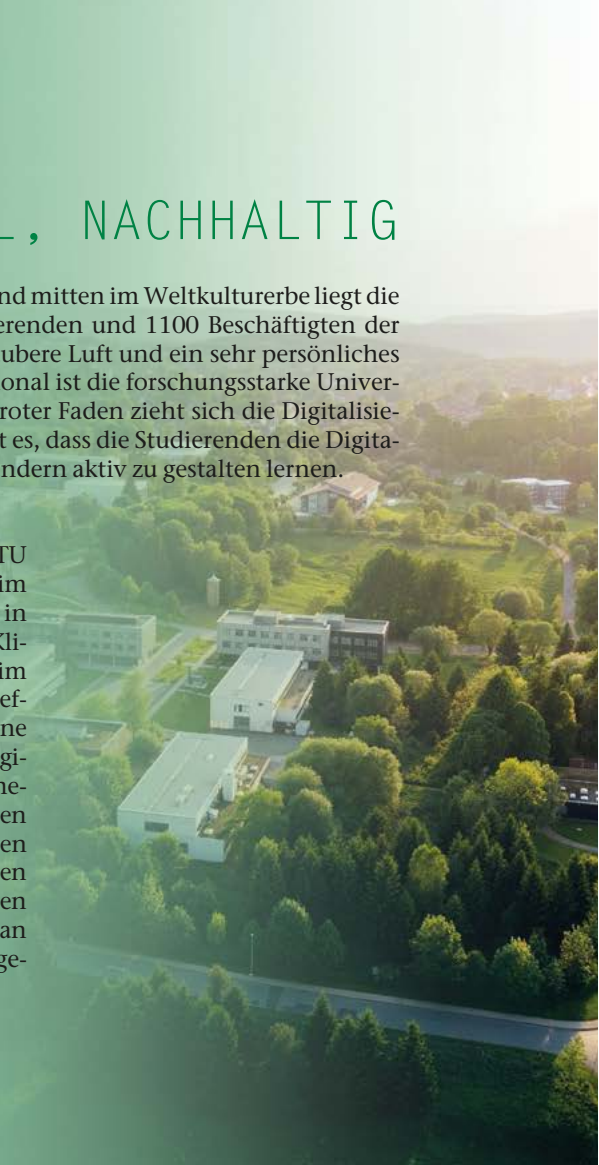 L, NACHHALTIG
nd mitten im Weltkulturerbe liegt die
erenden und 1100 Beschäftigten der
ubere Luft und ein sehr persönliches
onal ist die forschungsstarke Univer-
roter Faden zieht sich die Digitalisie-
t es, dass die Studierenden die Digita-
ndern aktiv zu gestalten lernen.
TU
im
in
Kli-
im
ef-
ne
gi-
ne-
en
en
en
en
an
ge-